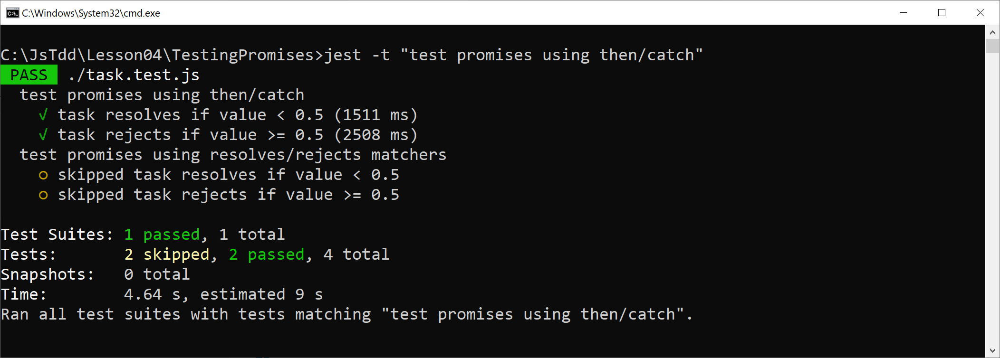 C:\Windows\System32\cmd.exe
C:\JsTdd\Lesson04\TestingPromises>jest -t "test promises using then/catch"
PASS ./task.test.js
test promises using then/catch
√ task resolves if value < 0.5 (1511 ms)
√ task rejects if value >= 0.5 (2508 ms)
test promises using resolves/rejects matchers
○ skipped task resolves if value < 0.5
○ skipped task rejects if value >= 0.5
Test Suites: 1 passed, 1 total
Tests: 2 skipped, 2 passed, 4 total
Snapshots: 0 total
Time: 4.64 s, estimated 9 s
Ran all test suites with tests matching "test promises using then/catch".